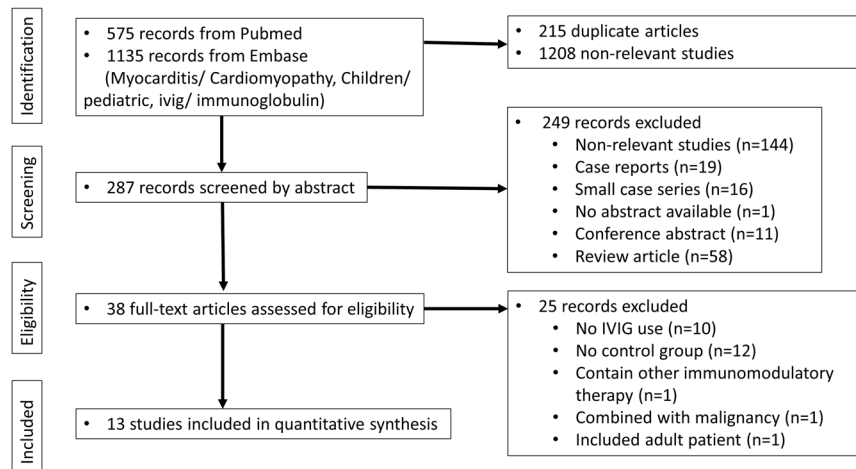 Identification
• 575 records from Pubmed
• 1135 records from Embase
(Myocarditis/ Cardiomyopathy, Children/
pediatric, ivig/ immunoglobulin)
• 215 duplicate articles
• 1208 non-relevant studies
Screening
• 287 records screened by abstract
• 249 records excluded
• Non-relevant studies (n=144)
• Case reports (n=19)
• Small case series (n=16)
• No abstract available (n=1)
• Conference abstract (n=11)
• Review article (n=58)
Eligibility
• 38 full-text articles assessed for eligibility
• 25 records excluded
• No IVIG use (n=10)
• No control group (n=12)
• Contain other immunomodulatory
therapy (n=1)
• Combined with malignancy (n=1)
• Included adult patient (n=1)
Included
• 13 studies included in quantitative synthesis